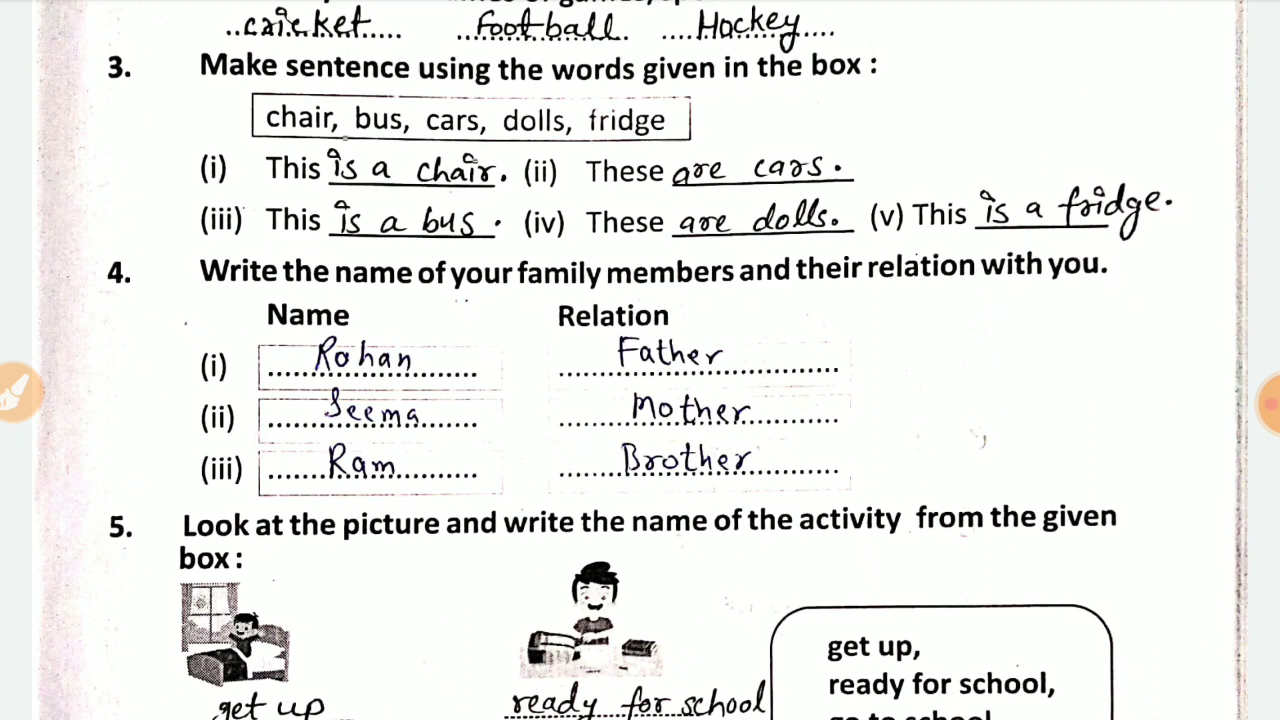 ..cricket..... ..football. ....Hockey....
3. Make sentence using the words given in the box :
chair, bus, cars, dolls, fridge
(i) This is a chair. (ii) These are cars.
(iii) This is a bus. (iv) These are dolls. (v) This is a fridge.
4. Write the name of your family members and their relation with you.
Name Relation
(i) Rohan Father
(ii) Seema Mother
(iii) Ram Brother
5. Look at the picture and write the name of the activity from the given
box :
get up,
ready for school,
get up ready for school